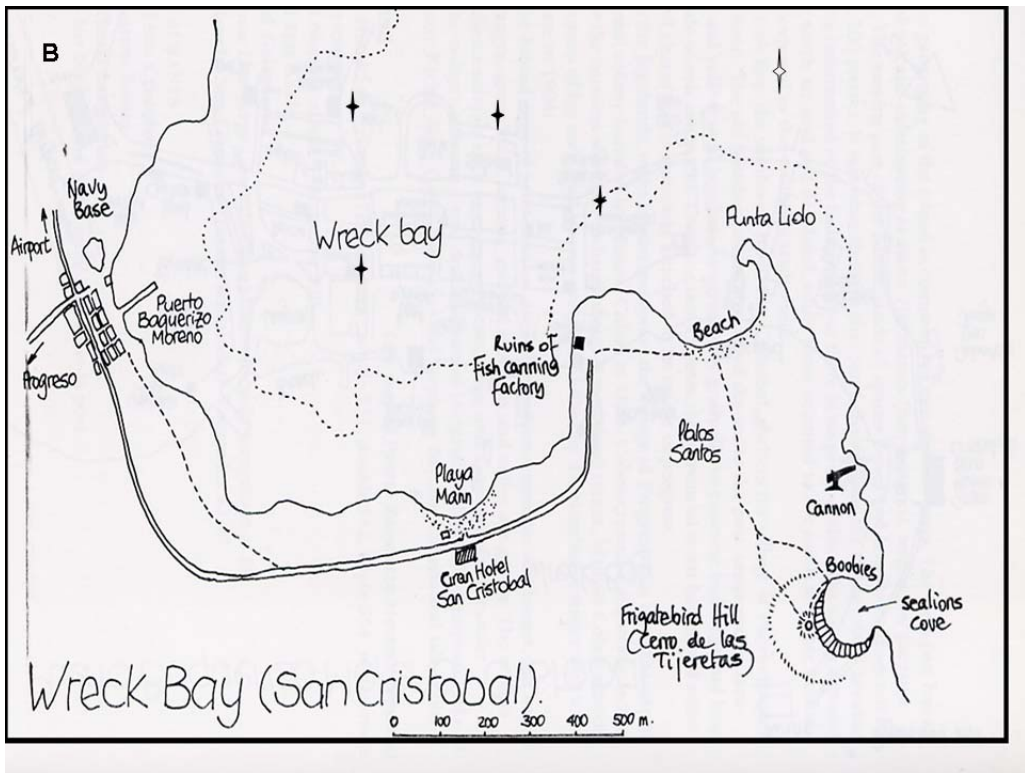 B
Navy
Base
Airport
Puerto
Baquerizo
Moreno
Progreso
Wreck bay
Punta Lido
Beach
Ruins of
Fish canning
Factory
Palos
Santos
Playa
Mann
Cannon
Gran Hotel
San Cristobal
Boobies
Sealions
cove
Frigatebird Hill
(Cerro de las
Tijeretas)
Wreck Bay (San Cristobal).
0 100 200 300 400 500 m.